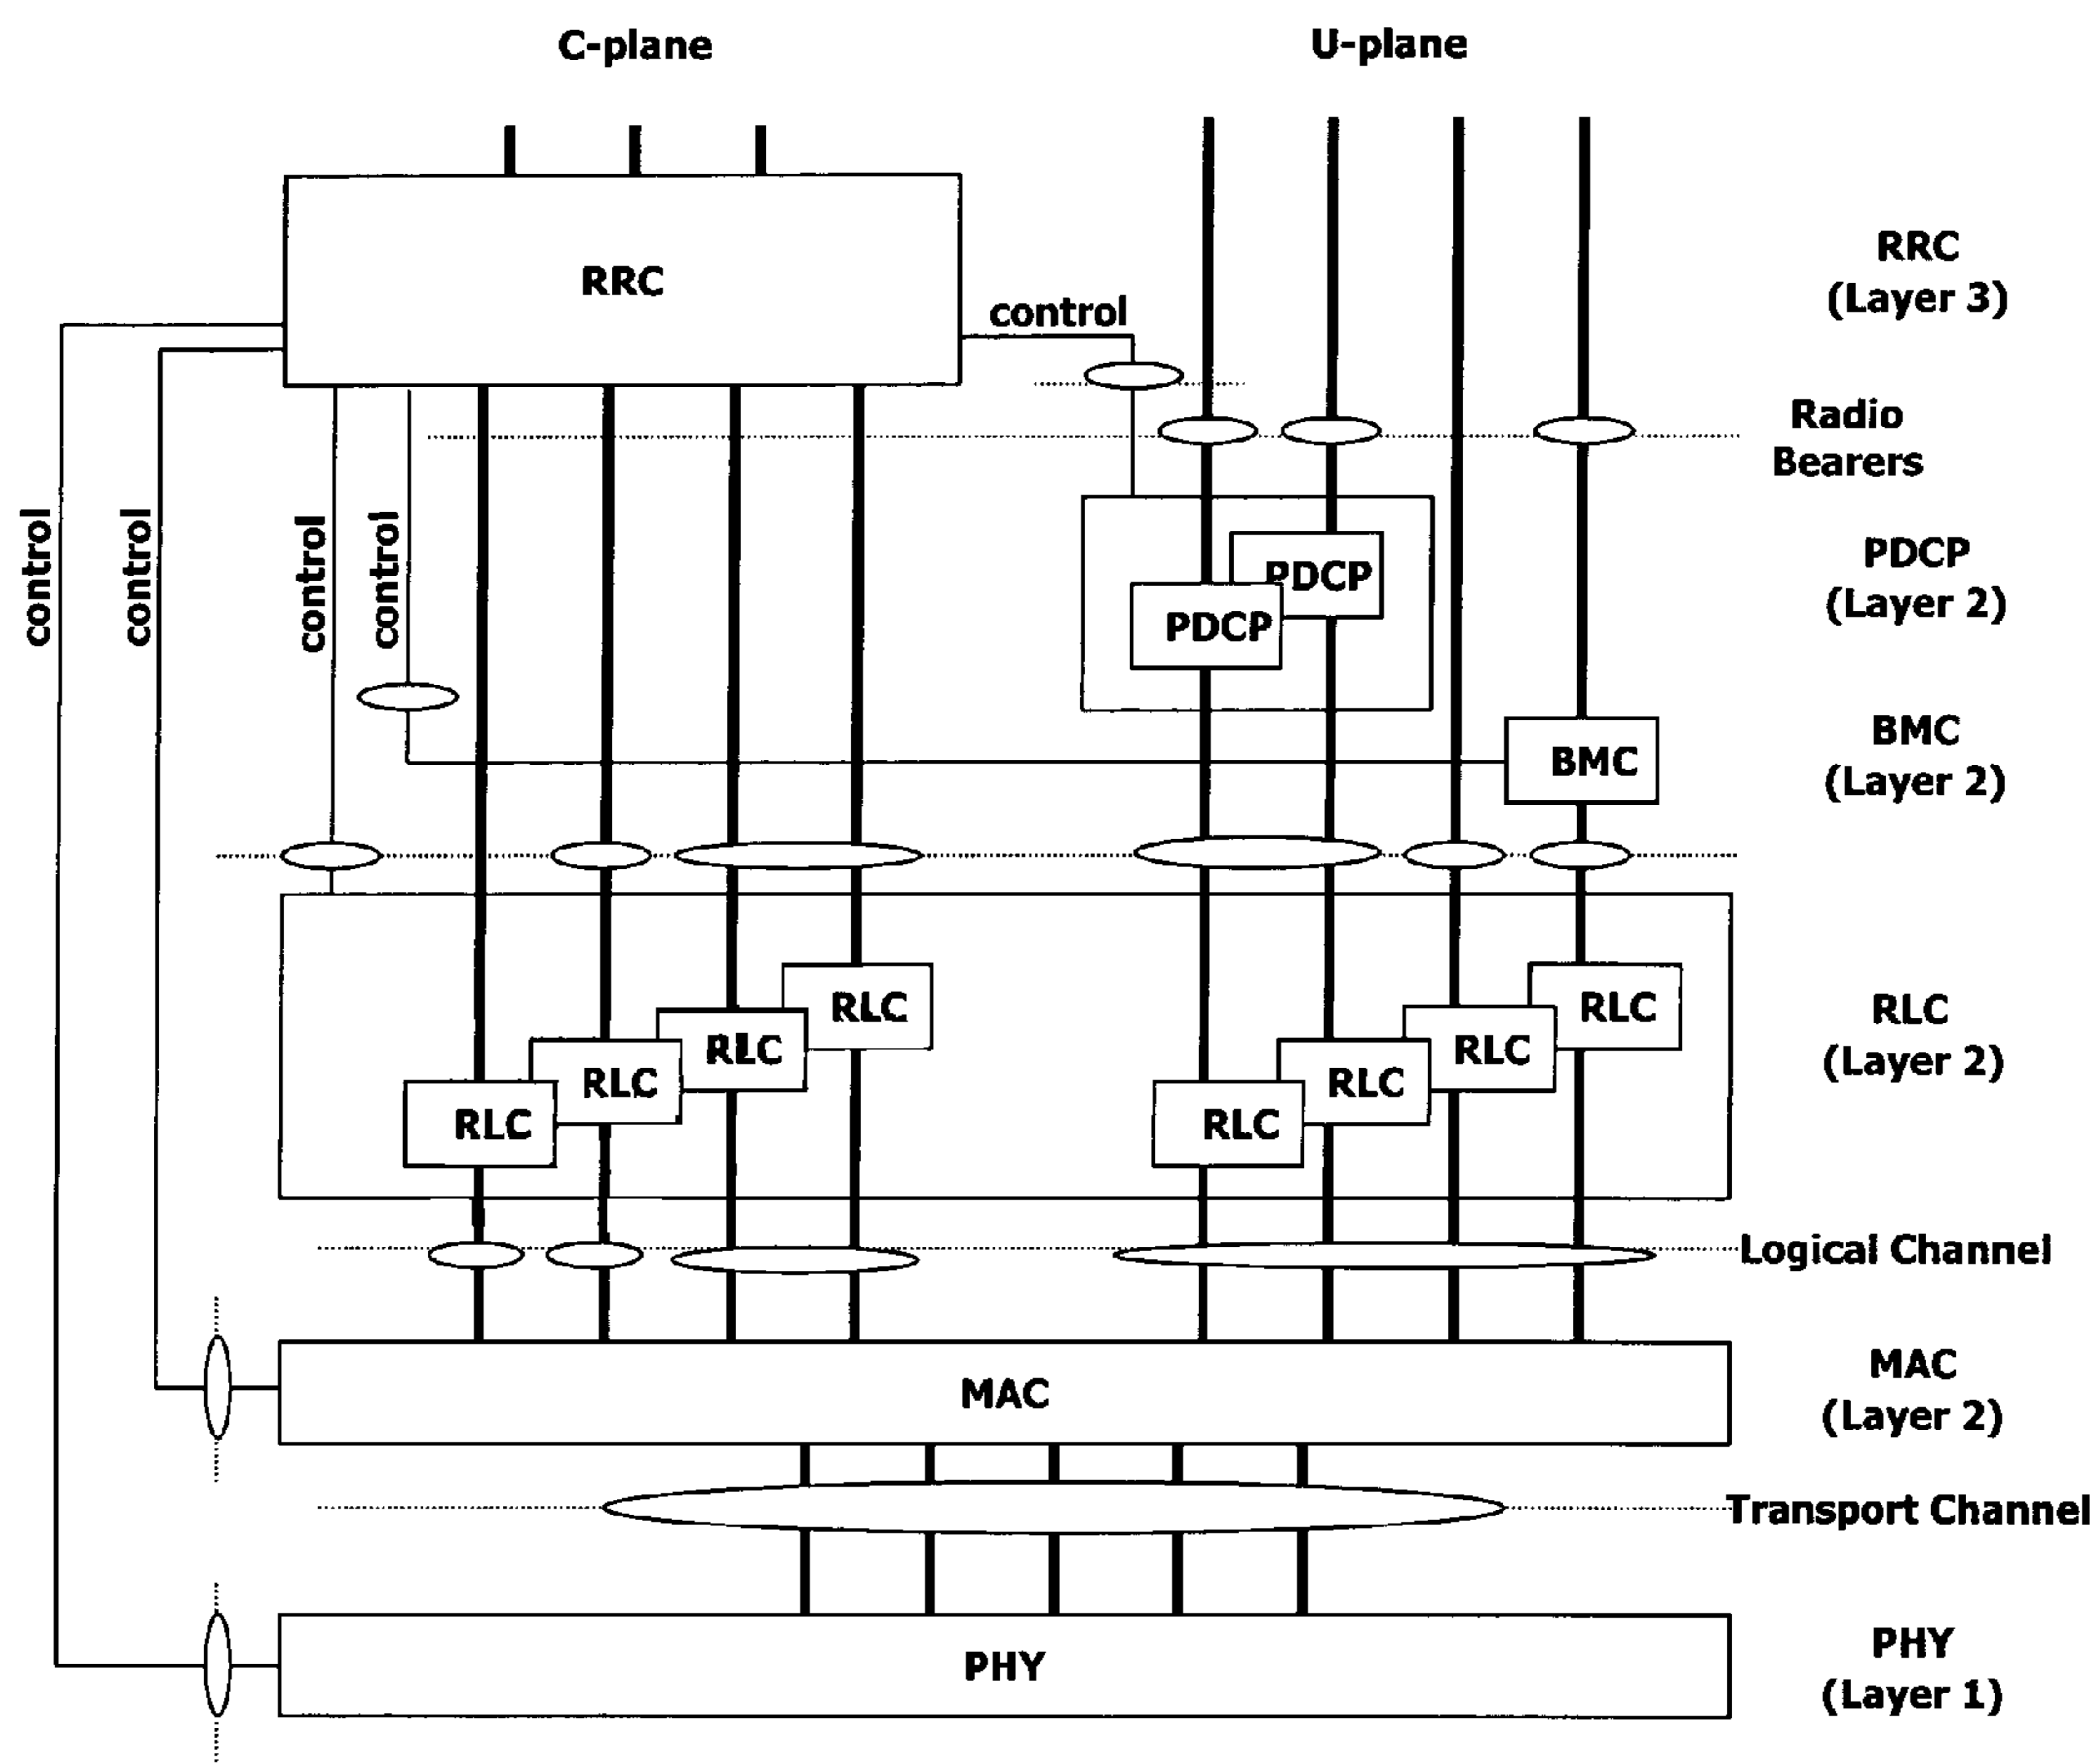 C-plane
U-plane
RRC
control
RRC
(Layer 3)
Radio
Bearers
control
control
control
control
PDCP
PDCP
PDCP
(Layer 2)
BMC
BMC
(Layer 2)
RLC
RLC
RLC
RLC
RLC
RLC
RLC
RLC
RLC
(Layer 2)
Logical Channel
MAC
MAC
(Layer 2)
Transport Channel
PHY
PHY
(Layer 1)